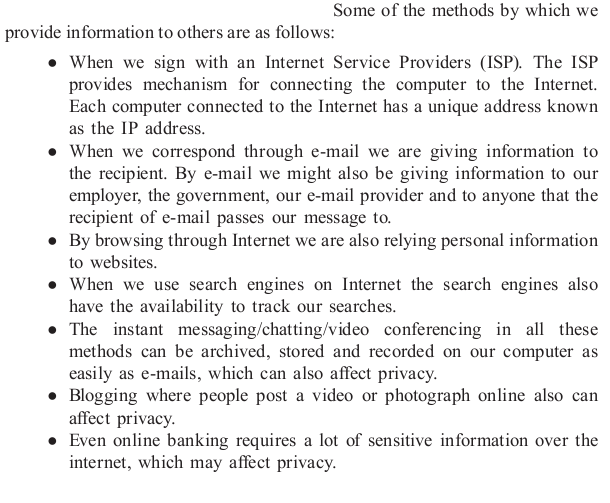 Some of the methods by which we
provide information to others are as follows:
● When we sign with an Internet Service Providers (ISP). The ISP
provides mechanism for connecting the computer to the Internet.
Each computer connected to the Internet has a unique address known
as the IP address.
● When we correspond through e-mail we are giving information to
the recipient. By e-mail we might also be giving information to our
employer, the government, our e-mail provider and to anyone that the
recipient of e-mail passes our message to.
● By browsing through Internet we are also relying personal information
to websites.
● When we use search engines on Internet the search engines also
have the availability to track our searches.
● The instant messaging/chatting/video conferencing in all these
methods can be archived, stored and recorded on our computer as
easily as e-mails, which can also affect privacy.
● Blogging where people post a video or photograph online also can
affect privacy.
● Even online banking requires a lot of sensitive information over the
internet, which may affect privacy.